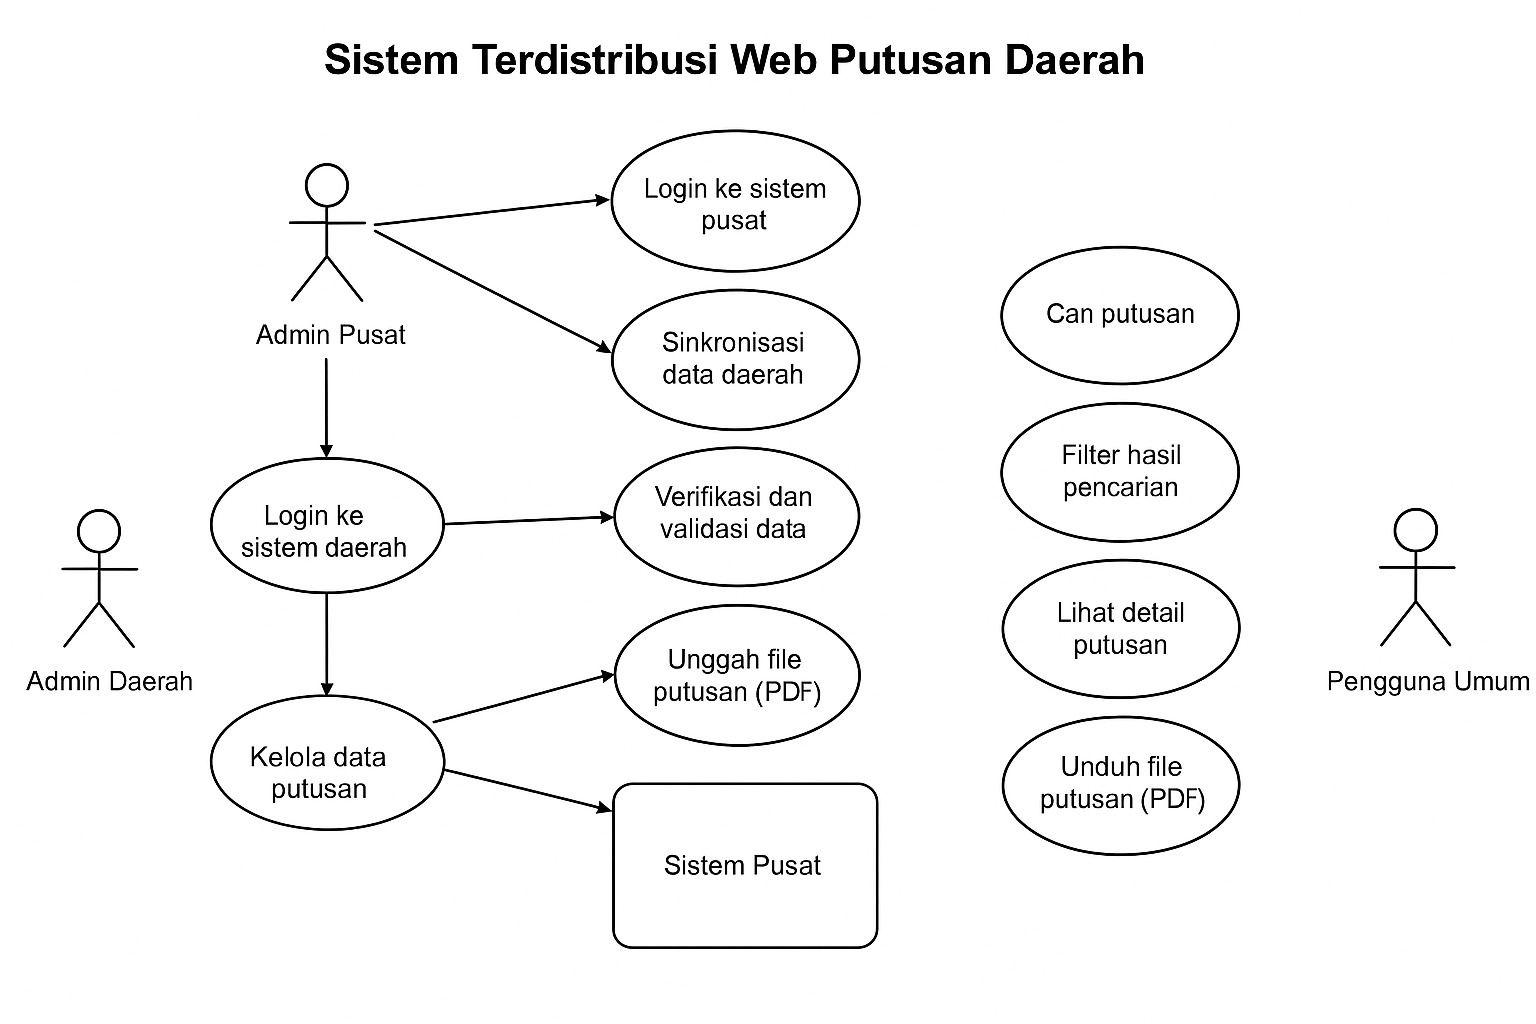 Sistem Terdistribusi Web Putusan Daerah
Admin Pusat
Login ke sistem
pusat
Sinkronisasi
data daerah
Login ke
sistem daerah
Verifikasi dan
validasi data
Admin Daerah
Kelola data
putusan
Unggah file
putusan (PDF)
Sistem Pusat
Can putusan
Filter hasil
pencarian
Lihat detail
putusan
Unduh file
putusan (PDF)
Pengguna Umum